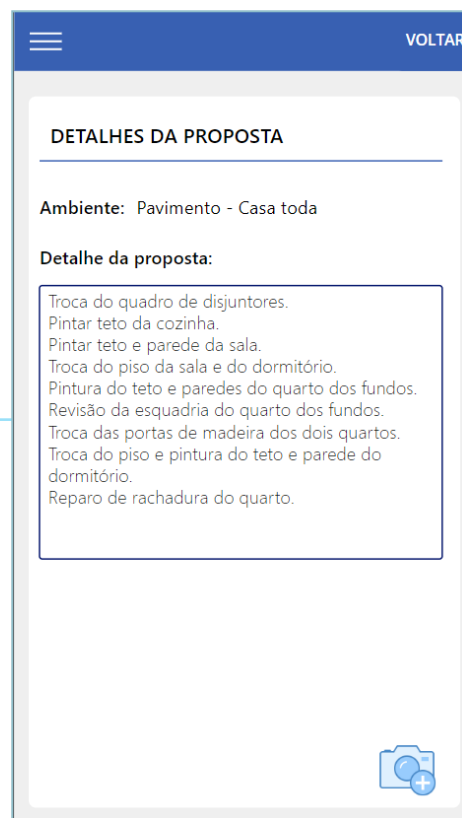 VOLTAR
DETALHES DA PROPOSTA
Ambiente: Pavimento - Casa toda
Detalhe da proposta:
Troca do quadro de disjuntores.
Pintar teto da cozinha.
Pintar teto e parede da sala.
Troca do piso da sala e do dormitório.
Pintura do teto e paredes do quarto dos fundos.
Revisão da esquadria do quarto dos fundos.
Troca das portas de madeira dos dois quartos.
Troca do piso e pintura do teto e parede do
dormitório.
Reparo de rachadura do quarto.